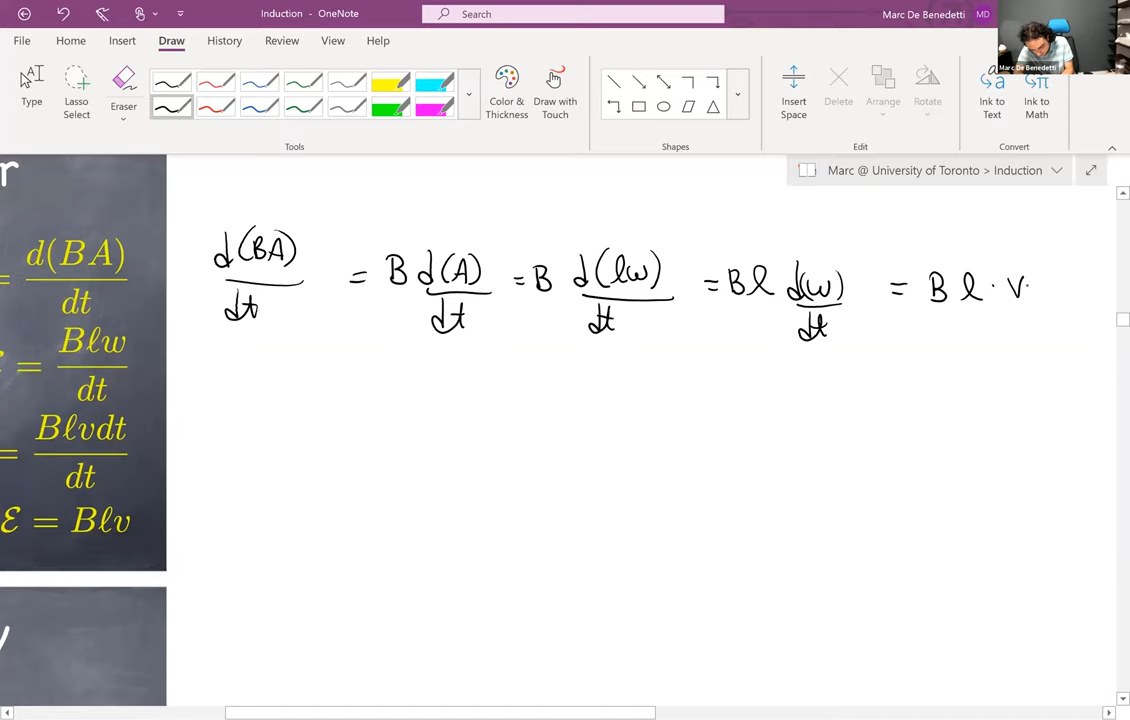 Induction - OneNote
Search
Marc De Benedetti MD
Marc De Benedetti
File Home Insert Draw History Review View Help
Type
Lasso Select
Eraser
Color & Thickness
Draw with Touch
Insert Space
Delete
Arrange
Rotate
Ink to Text
Ink to Math
Tools
Shapes
Edit
Convert
Marc @ University of Toronto > Induction
r
= d(BA)/dt
= Bℓw/dt
= Bℓvdt/dt
ℰ = Bℓv
y
d(BA)/dt = B d(A)/dt = B d(lw)/dt = Bl d(w)/dt = B l · v